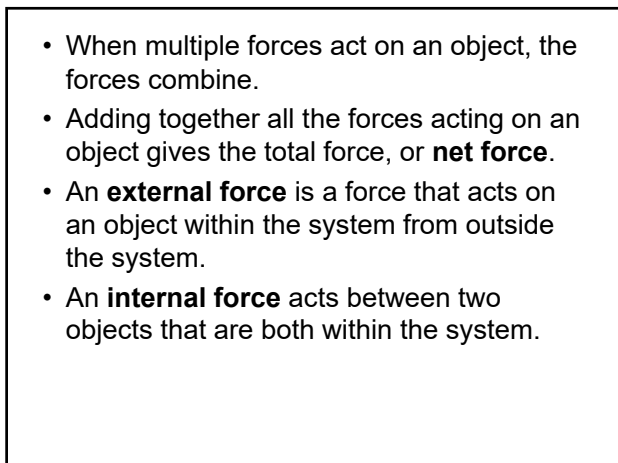 • When multiple forces act on an object, the
forces combine.
• Adding together all the forces acting on an
object gives the total force, or net force.
• An external force is a force that acts on
an object within the system from outside
the system.
• An internal force acts between two
objects that are both within the system.